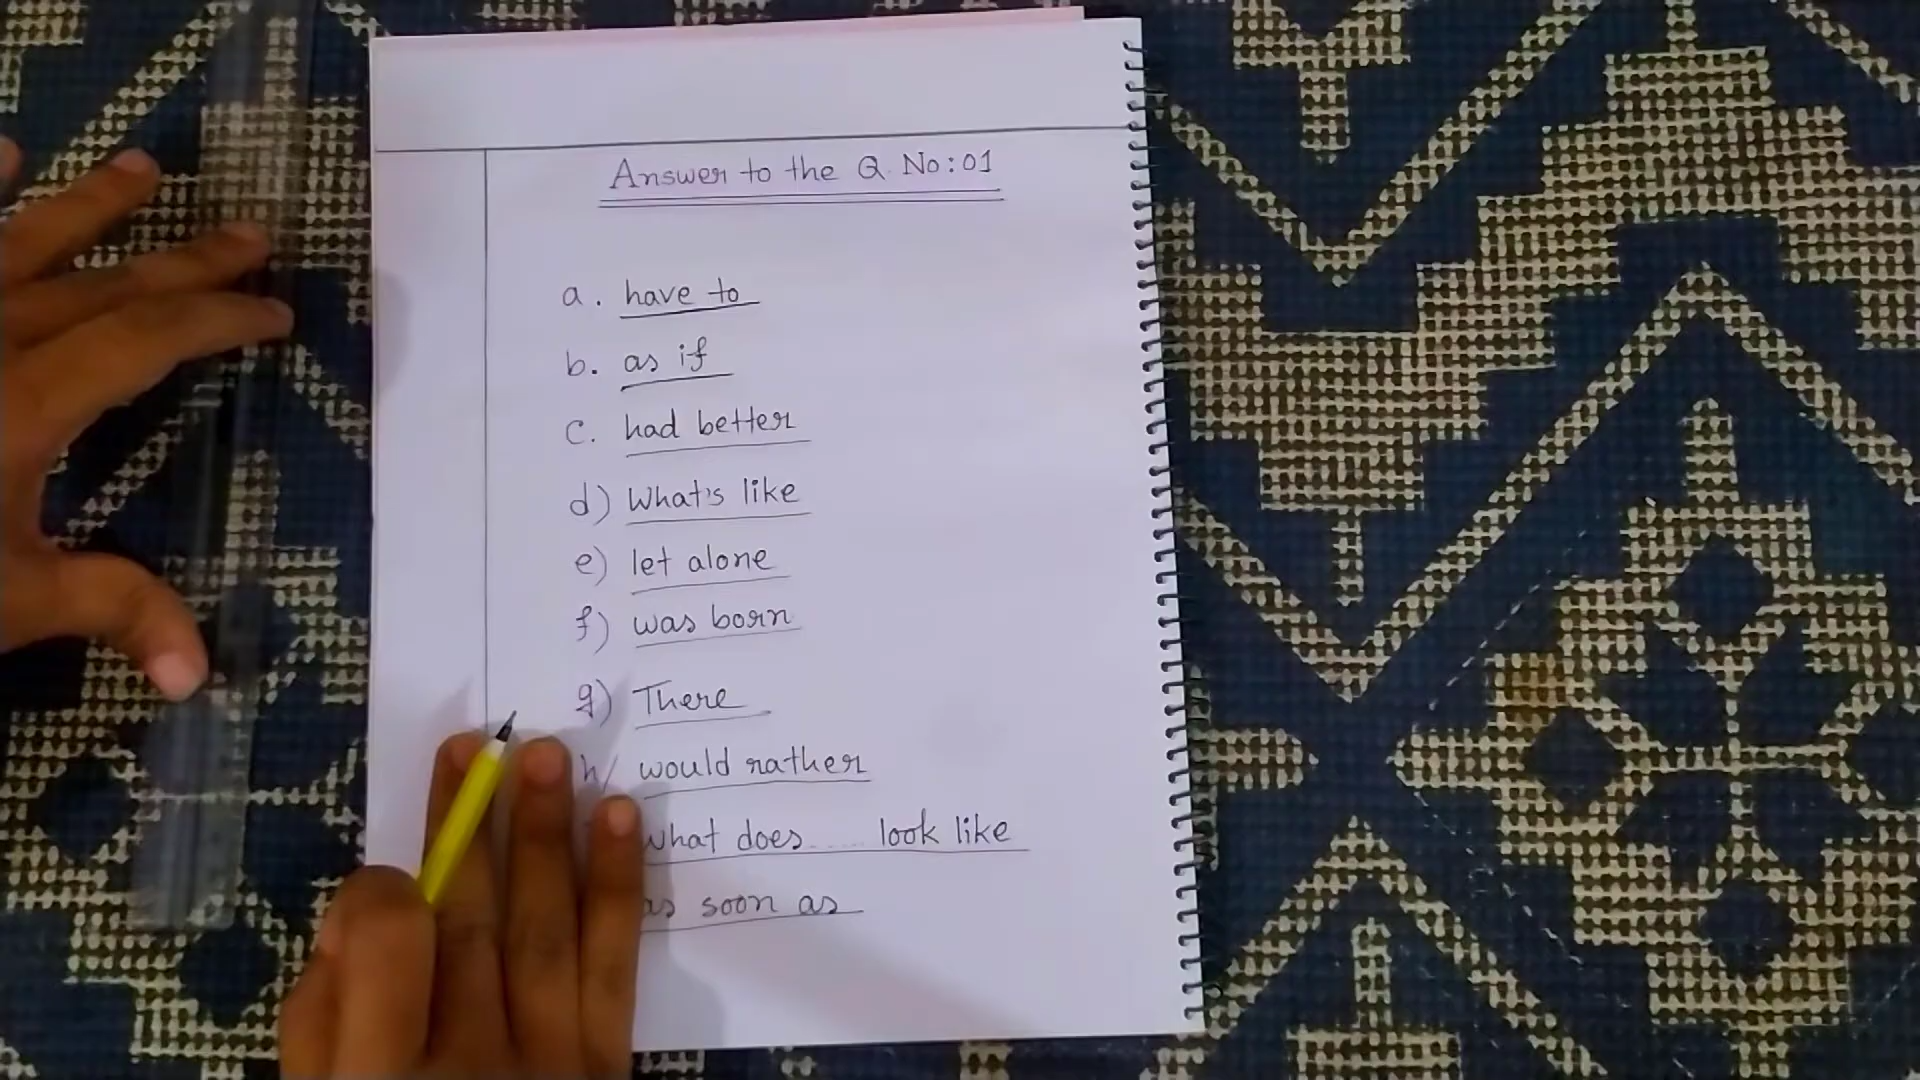 Answer to the Q. No:01
a. have to
b. as if
c. had better
d) What's like
e) let alone
f) was born
g) There
h/ would rather
what does ..... look like
as soon as